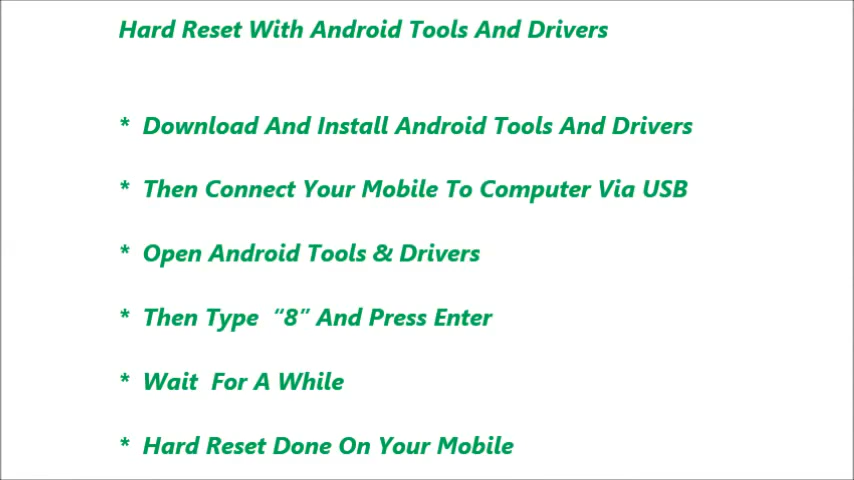 Hard Reset With Android Tools And Drivers
* Download And Install Android Tools And Drivers
* Then Connect Your Mobile To Computer Via USB
* Open Android Tools & Drivers
* Then Type “8” And Press Enter
* Wait For A While
* Hard Reset Done On Your Mobile